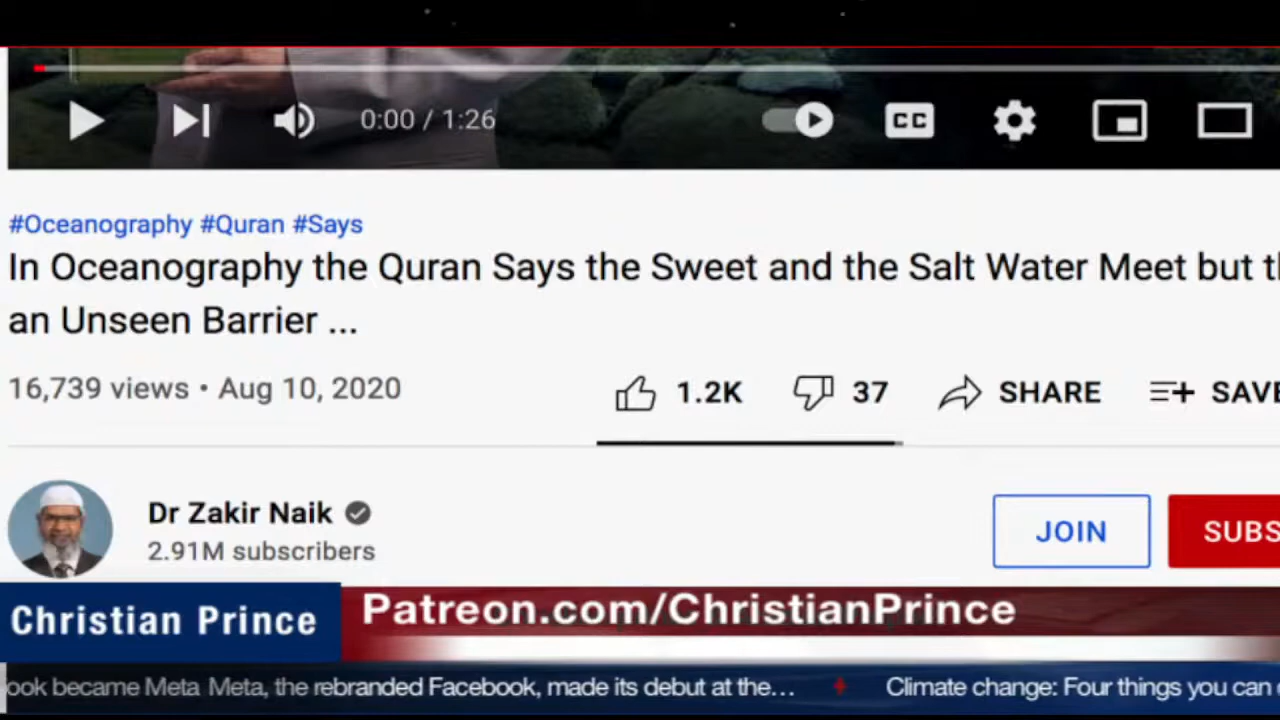 0:00 / 1:26
CC
#Oceanography #Quran #Says
In Oceanography the Quran Says the Sweet and the Salt Water Meet but th
an Unseen Barrier ...
16,739 views • Aug 10, 2020
1.2K
37
SHARE
SAVE
Dr Zakir Naik
2.91M subscribers
JOIN
SUBS
Christian Prince
Patreon.com/ChristianPrince
ook became Meta Meta, the rebranded Facebook, made its debut at the... Climate change: Four things you can